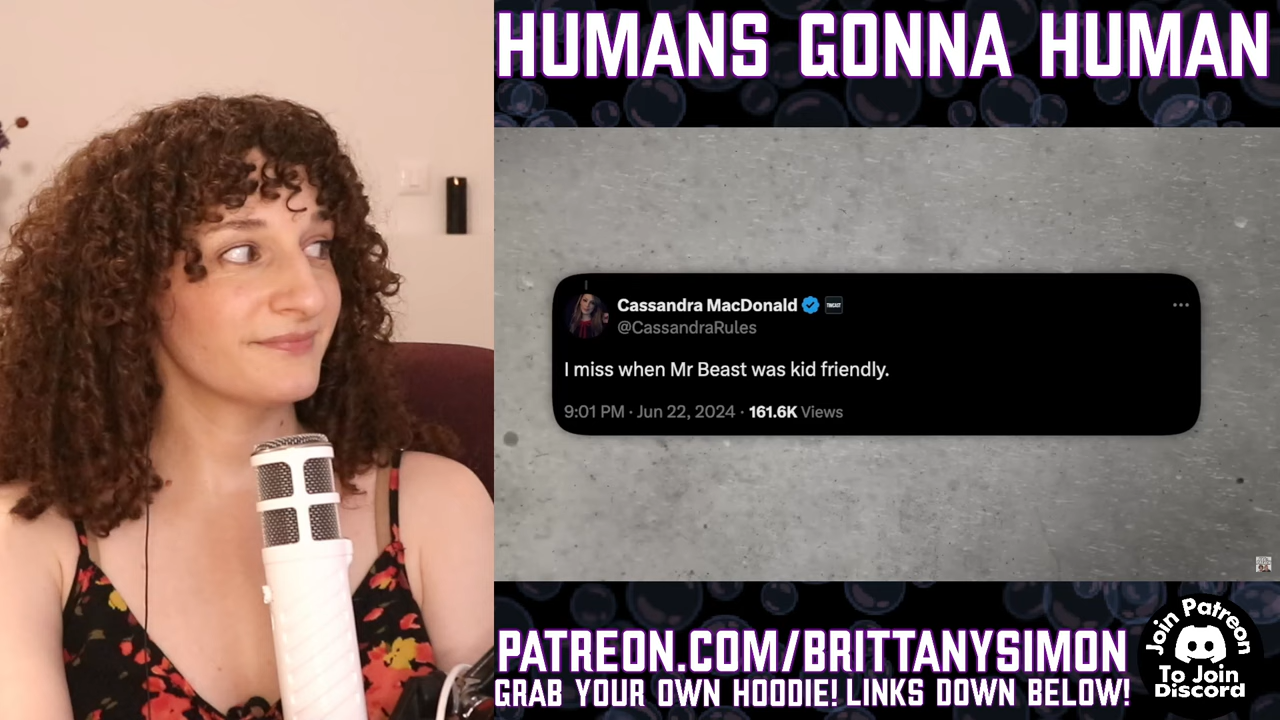 HUMANS GONNA HUMAN
Cassandra MacDonald
@CassandraRules
I miss when Mr Beast was kid friendly.
9:01 PM · Jun 22, 2024 · 161.6K Views
PATREON.COM/BRITTANYSIMON
GRAB YOUR OWN HOODIE! LINKS DOWN BELOW!
Join Patreon
To Join
Discord